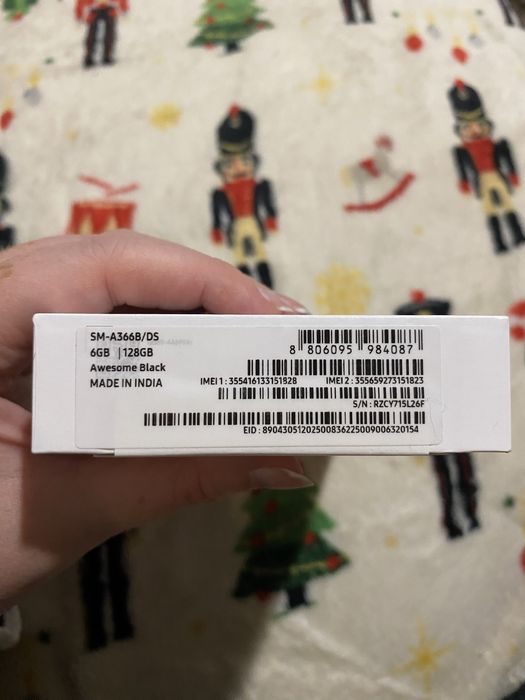 SM-A366B/DS
6GB | 128GB
Awesome Black
MADE IN INDIA
8 806095 984087
IMEI 1 : 355416133151828 IMEI 2 : 355659273151823
S/N : RZCY715L26F
EID : 89043051202500836225009006320154